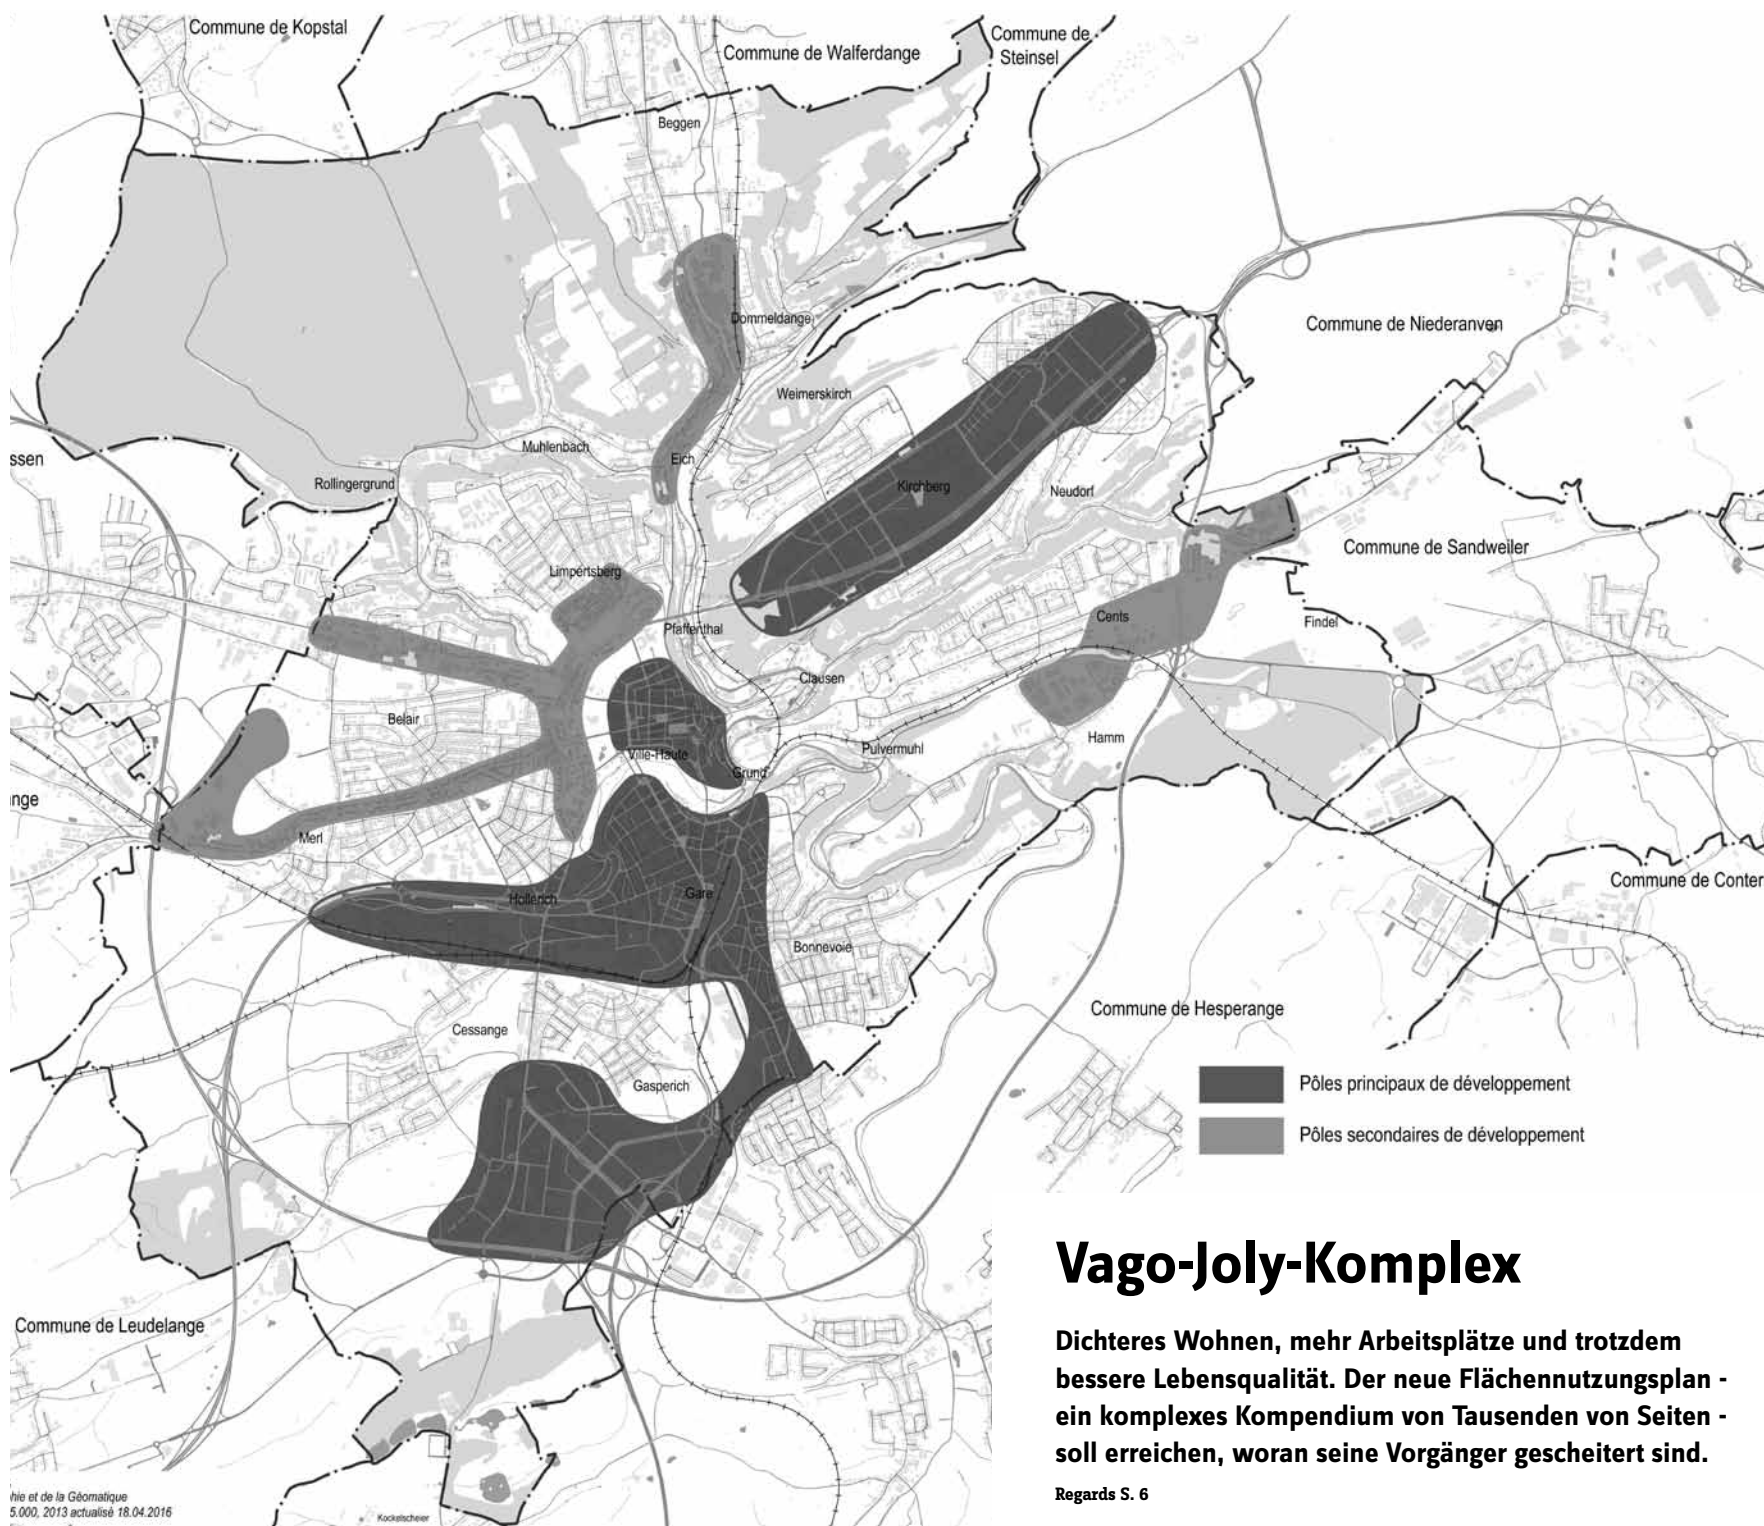 Commune de Kopstal
Commune de Walferdange
Commune de
Steinsel
Beggen
Dommeldange
Commune de Niederanven
Weimerskirch
Muhlenbach
Eich
ssen
Rollingergrund
Kirchberg
Neudorf
Commune de Sandweiler
Limpertsberg
Cents
Findel
Pfaffenthal
Clausen
Belair
Hamm
Pulvermuhl
Ville-Haute
Grund
nge
Merl
Commune de Conter
Gare
Hollerich
Bonnevoie
Commune de Hesperange
Cessange
Gasperich
Pôles principaux de développement
Pôles secondaires de développement
Commune de Leudelange
hie et de la Géomatique
5.000, 2013 actualisé 18.04.2016
Kockelscheier
Vago-Joly-Komplex
Dichteres Wohnen, mehr Arbeitsplätze und trotzdem
bessere Lebensqualität. Der neue Flächennutzungsplan -
ein komplexes Kompendium von Tausenden von Seiten -
soll erreichen, woran seine Vorgänger gescheitert sind.
Regards S. 6